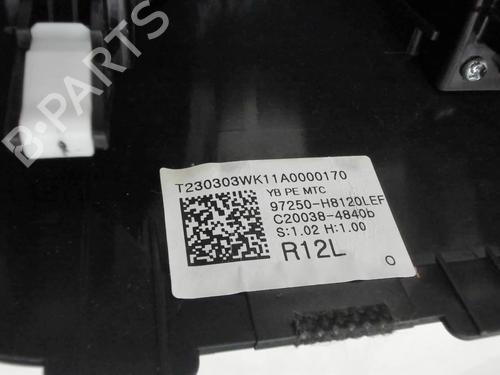 B-PARTS
T230303WK11A0000170
YB PE MTC
97250-H8120LEF
C20038-4840b
S:1.02 H:1.00
R12L
O